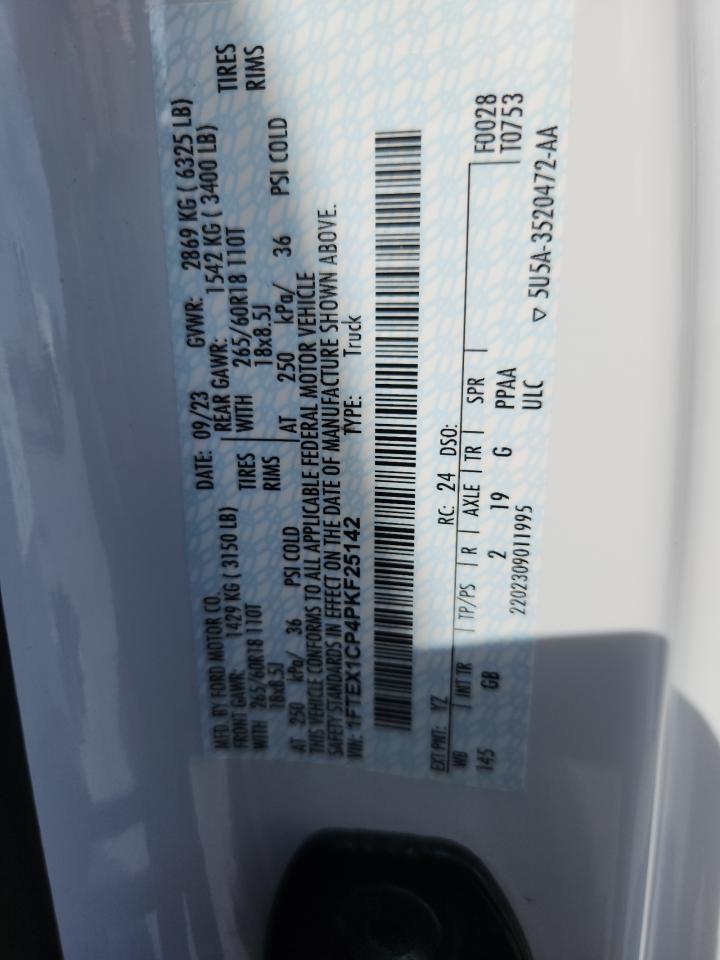 MFD. BY FORD MOTOR CO. DATE: 09/23 GVWR: 2869 KG ( 6325 LB)
FRONT GAWR: 1429 KG ( 3150 LB) REAR GAWR: 1542 KG ( 3400 LB)
WITH 265/60R18 110T TIRES WITH 265/60R18 110T TIRES
18x8.5J RIMS 18x8.5J RIMS
AT 250 kPa/ 36 PSI COLD AT 250 kPa/ 36 PSI COLD
THIS VEHICLE CONFORMS TO ALL APPLICABLE FEDERAL MOTOR VEHICLE
SAFETY STANDARDS IN EFFECT ON THE DATE OF MANUFACTURE SHOWN ABOVE.
VIN: 1FTEX1CP4PKF25142 TYPE: Truck
EXT PNT: YZ RC: 24 DSO: F0028
WB INT TR TP/PS R AXLE TR SPR T0753
145 GB 2 19 G PPAA
2202309011995 ULC ▽ 5U5A-3520472-AA